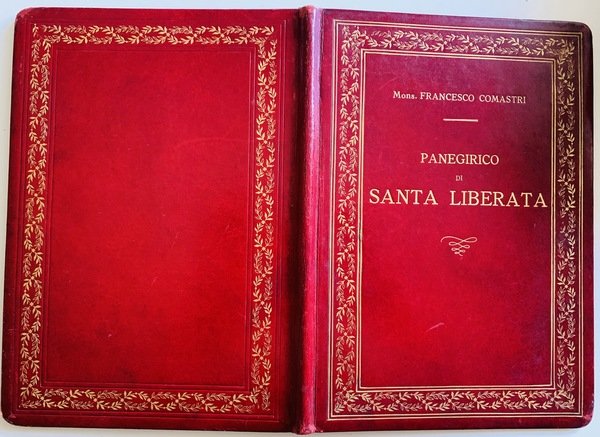 Mons. FRANCESCO COMASTRI
PANEGIRICO
DI
SANTA LIBERATA